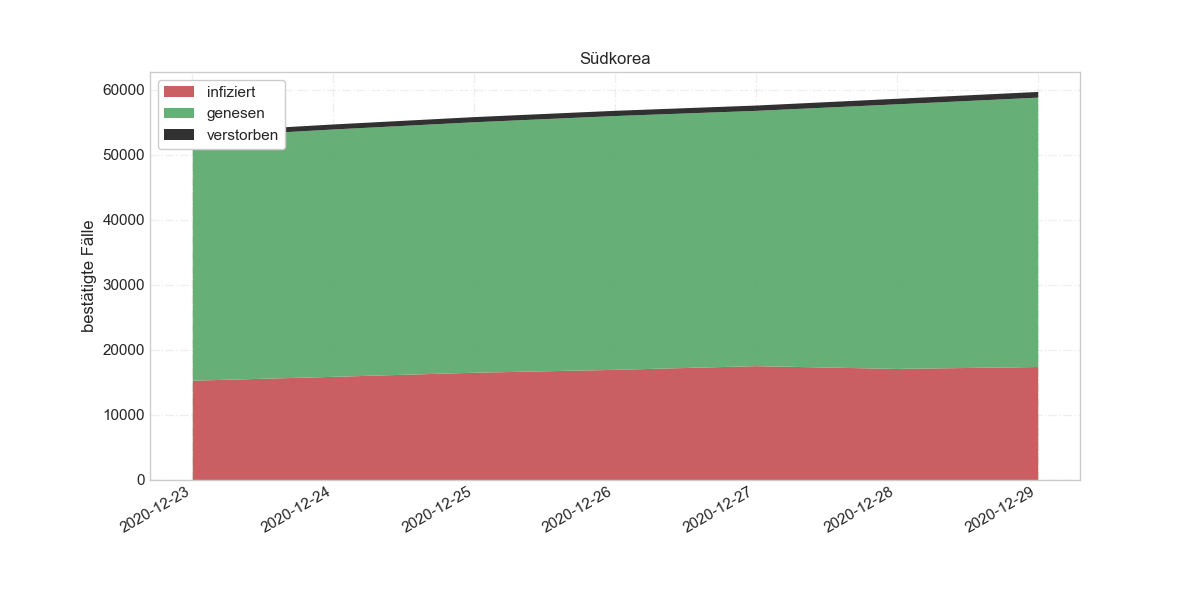 Südkorea
infiziert
genesen
verstorben
bestätigte Fälle
60000
50000
40000
30000
20000
10000
0
2020-12-23
2020-12-24
2020-12-25
2020-12-26
2020-12-27
2020-12-28
2020-12-29